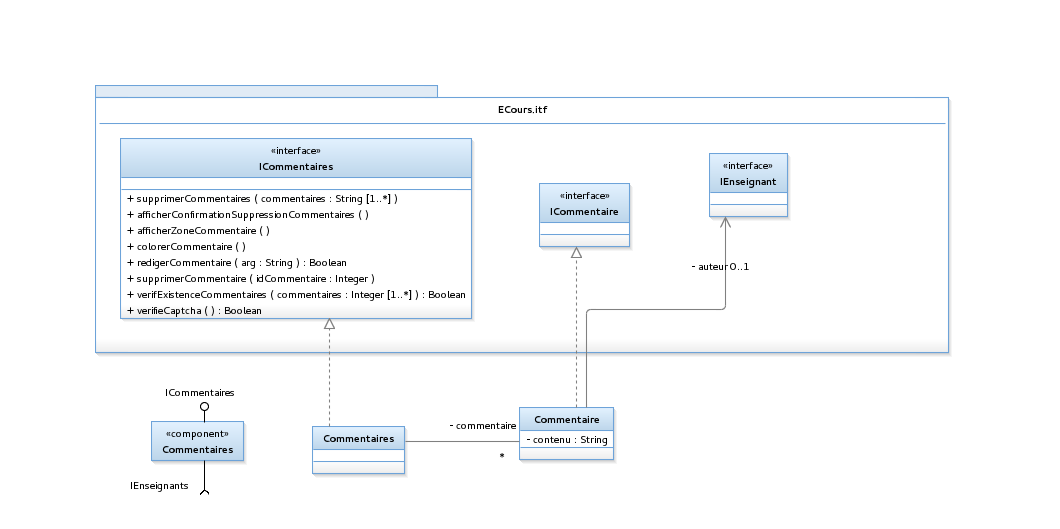 ECours.itf
«interface»
ICommentaires
+ supprimerCommentaires ( commentaires : String [1..*] )
+ afficherConfirmationSuppressionCommentaires ( )
+ afficherZoneCommentaire ( )
+ colorerCommentaire ( )
+ redigerCommentaire ( arg : String ) : Boolean
+ supprimerCommentaire ( idCommentaire : Integer )
+ verifExistenceCommentaires ( commentaires : Integer [1..*] ) : Boolean
+ verifieCaptcha ( ) : Boolean
«interface»
ICommentaire
«interface»
IEnseignant
- auteur 0..1
ICommentaires
«component»
Commentaires
IEnseignants
Commentaires
- commentaire
*
Commentaire
- contenu : String